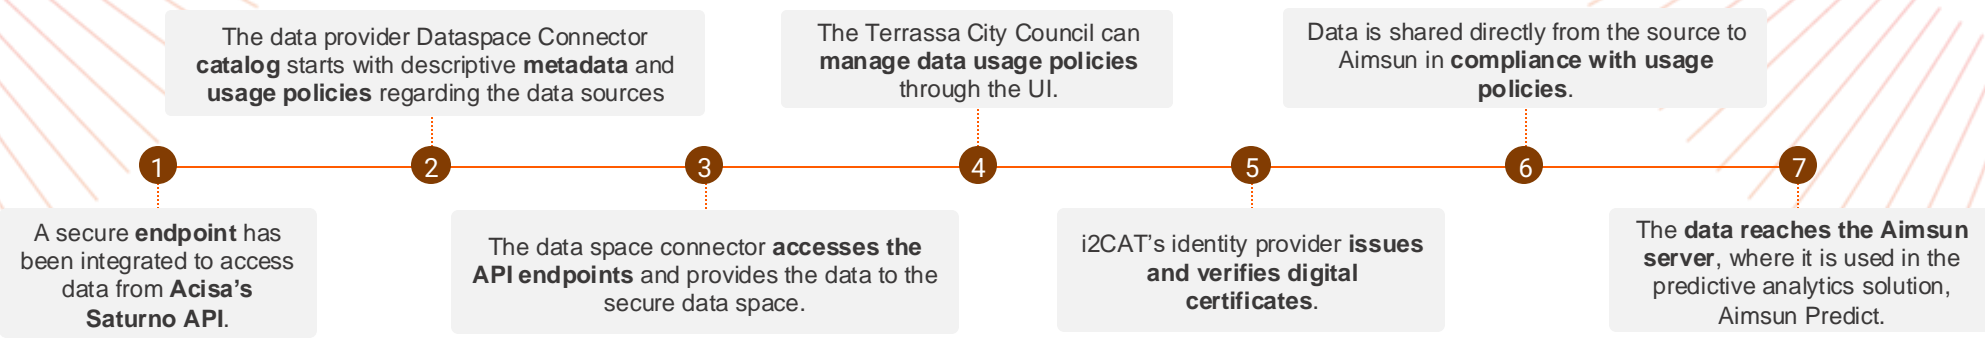 The data provider Dataspace Connector
catalog starts with descriptive metadata and
usage policies regarding the data sources
The Terrassa City Council can
manage data usage policies
through the UI.
Data is shared directly from the source to
Aimsun in compliance with usage
policies.
1
2
3
4
5
6
7
A secure endpoint has
been integrated to access
data from Acisa’s
Saturno API.
The data space connector accesses the
API endpoints and provides the data to the
secure data space.
i2CAT’s identity provider issues
and verifies digital
certificates.
The data reaches the Aimsun
server, where it is used in the
predictive analytics solution,
Aimsun Predict.